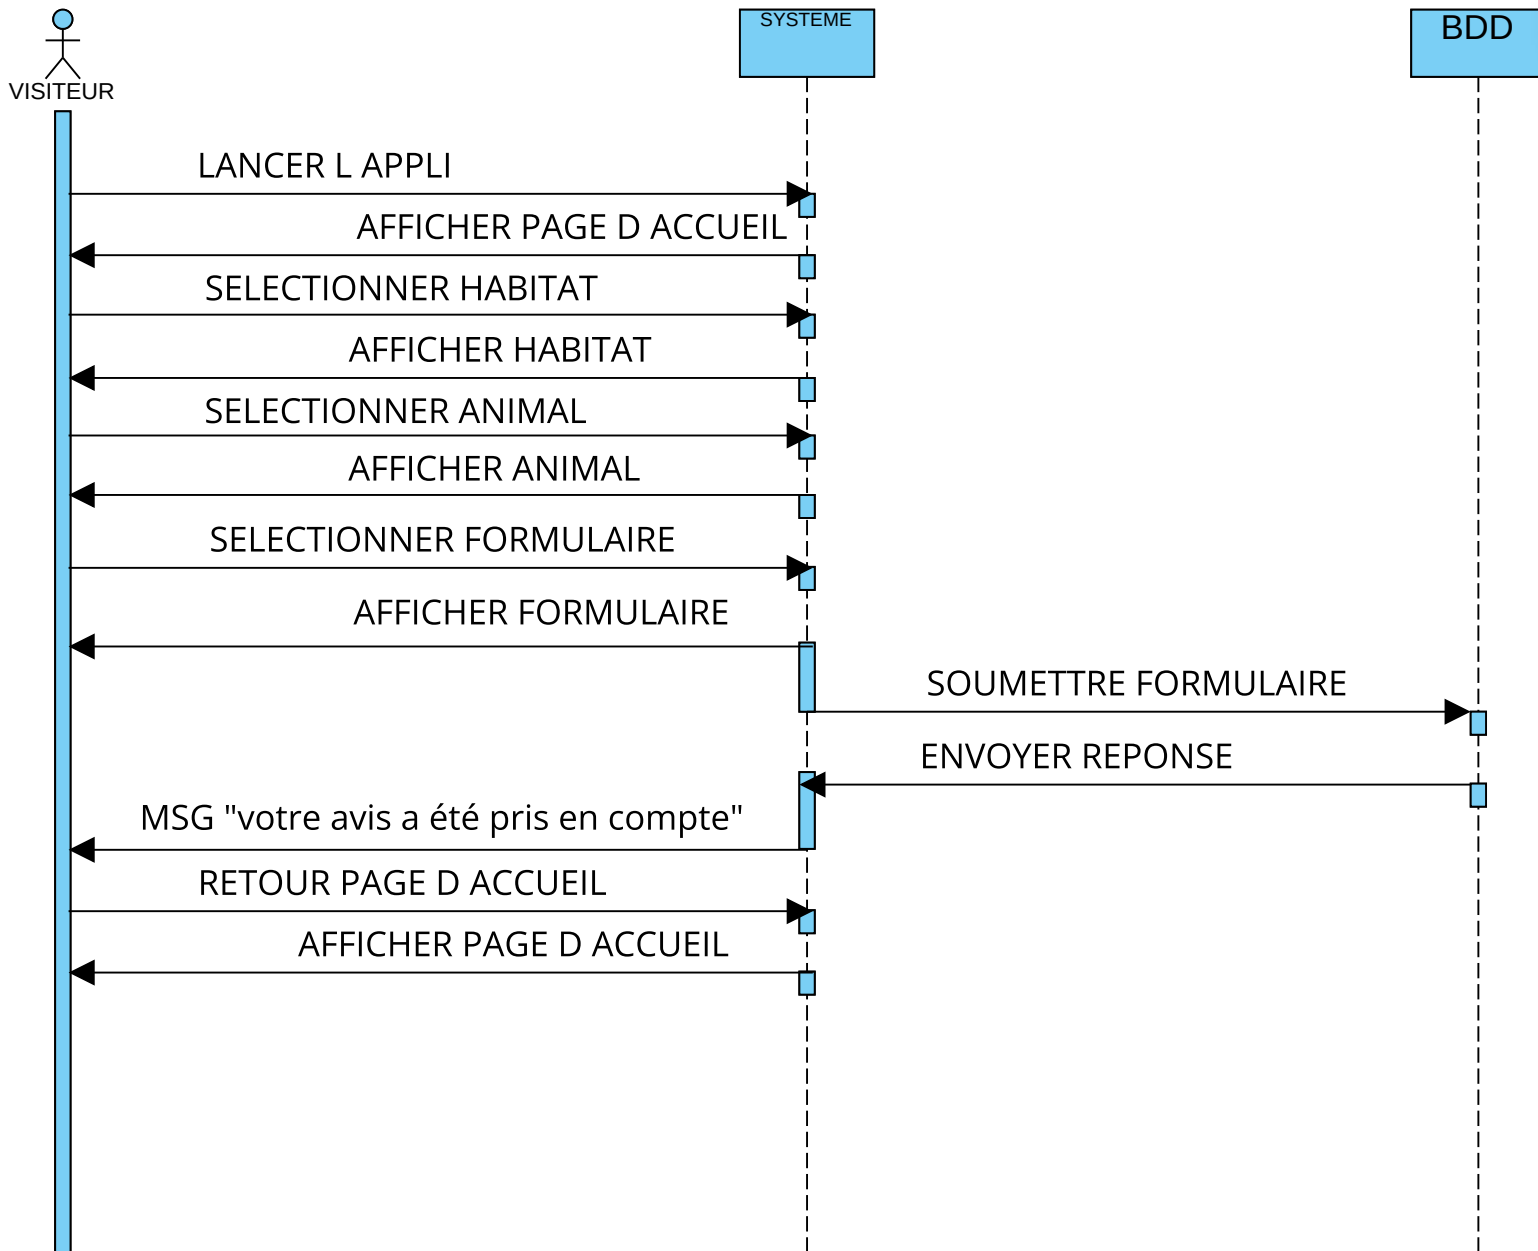 SYSTEME
BDD
VISITEUR
LANCER L APPLI
AFFICHER PAGE D ACCUEIL
SELECTIONNER HABITAT
AFFICHER HABITAT
SELECTIONNER ANIMAL
AFFICHER ANIMAL
SELECTIONNER FORMULAIRE
AFFICHER FORMULAIRE
SOUMETTRE FORMULAIRE
ENVOYER REPONSE
MSG "votre avis a été pris en compte"
RETOUR PAGE D ACCUEIL
AFFICHER PAGE D ACCUEIL